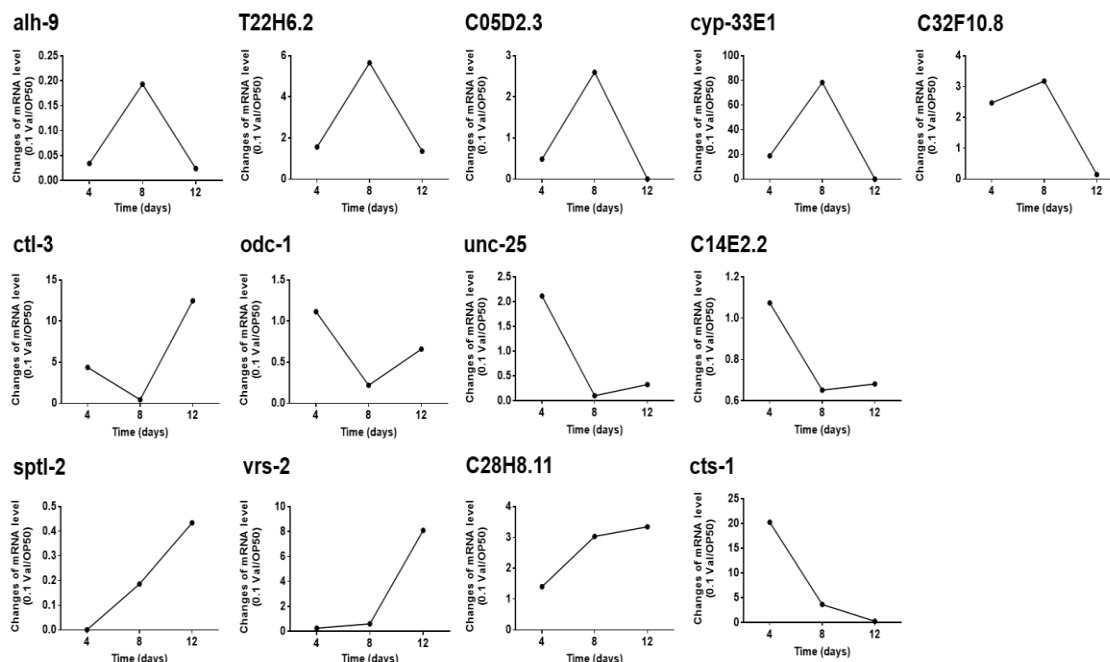 alh-9
Changes of mRNA level
(0.1 Val/OP50)
0.25
0.20
0.15
0.10
0.05
0.00
4 8 12
Time (days)
T22H6.2
Changes of mRNA level
(0.1 Val/OP50)
6
4
2
0
4 8 12
Time (days)
C05D2.3
Changes of mRNA level
(0.1 Val/OP50)
3
2
1
0
4 8 12
Time (days)
cyp-33E1
Changes of mRNA level
(0.1 Val/OP50)
100
80
60
40
20
0
4 8 12
Time (days)
C32F10.8
Changes of mRNA level
(0.1 Val/OP50)
4
3
2
1
0
4 8 12
Time (days)
ctl-3
Changes of mRNA level
(0.1 Val/OP50)
15
10
5
0
4 8 12
Time (days)
odc-1
Changes of mRNA level
(0.1 Val/OP50)
1.5
1.0
0.5
0.0
4 8 12
Time (days)
unc-25
Changes of mRNA level
(0.1 Val/OP50)
2.5
2.0
1.5
1.0
0.5
0.0
4 8 12
Time (days)
C14E2.2
Changes of mRNA level
(0.1 Val/OP50)
1.2
1.0
0.8
0.6
4 8 12
Time (days)
sptl-2
Changes of mRNA level
(0.1 Val/OP50)
0.5
0.4
0.3
0.2
0.1
0.0
4 8 12
Time (days)
vrs-2
Changes of mRNA level
(0.1 Val/OP50)
10
8
6
4
2
0
4 8 12
Time (days)
C28H8.11
Changes of mRNA level
(0.1 Val/OP50)
4
3
2
1
0
4 8 12
Time (days)
cts-1
Changes of mRNA level
(0.1 Val/OP50)
25
20
15
10
5
0
4 8 12
Time (days)